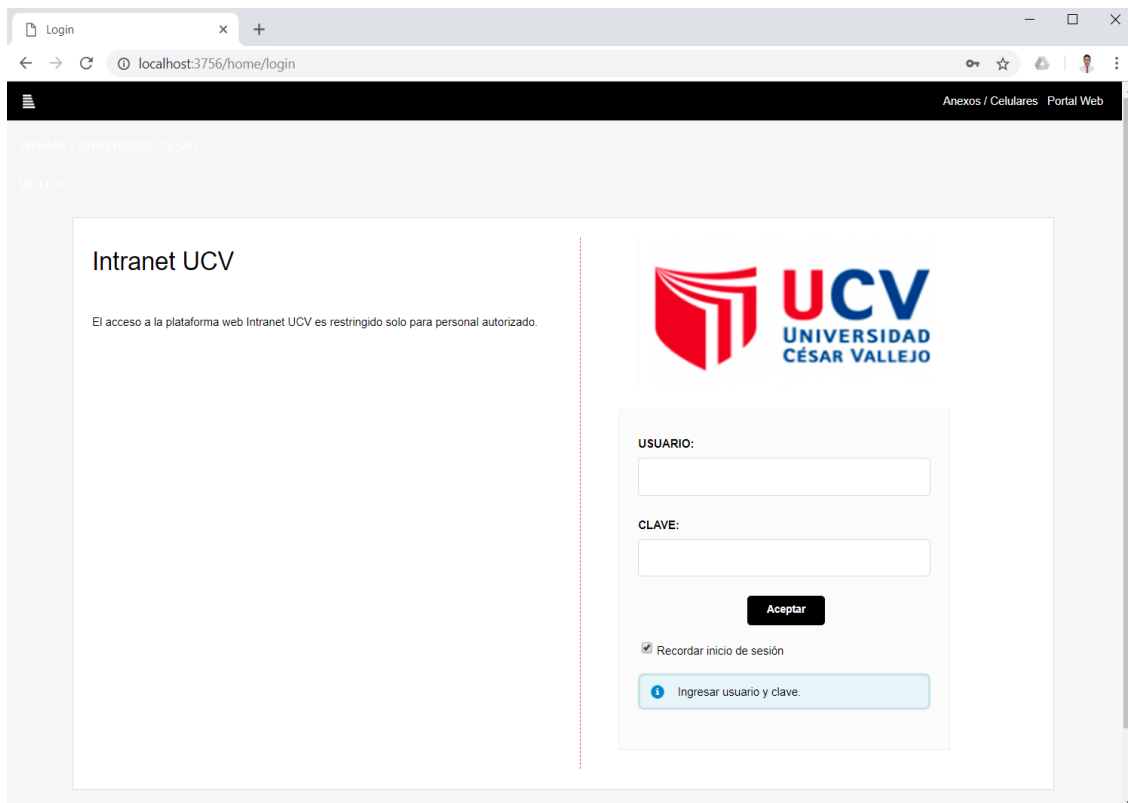 Login
localhost:3756/home/login
Anexos / Celulares Portal Web
INTRANET UNIVERSIDAD CÉSAR
VALLEJO
Intranet UCV
El acceso a la plataforma web Intranet UCV es restringido solo para personal autorizado.
UCV
UNIVERSIDAD
CÉSAR VALLEJO
USUARIO:
CLAVE:
Aceptar
Recordar inicio de sesión
Ingresar usuario y clave.